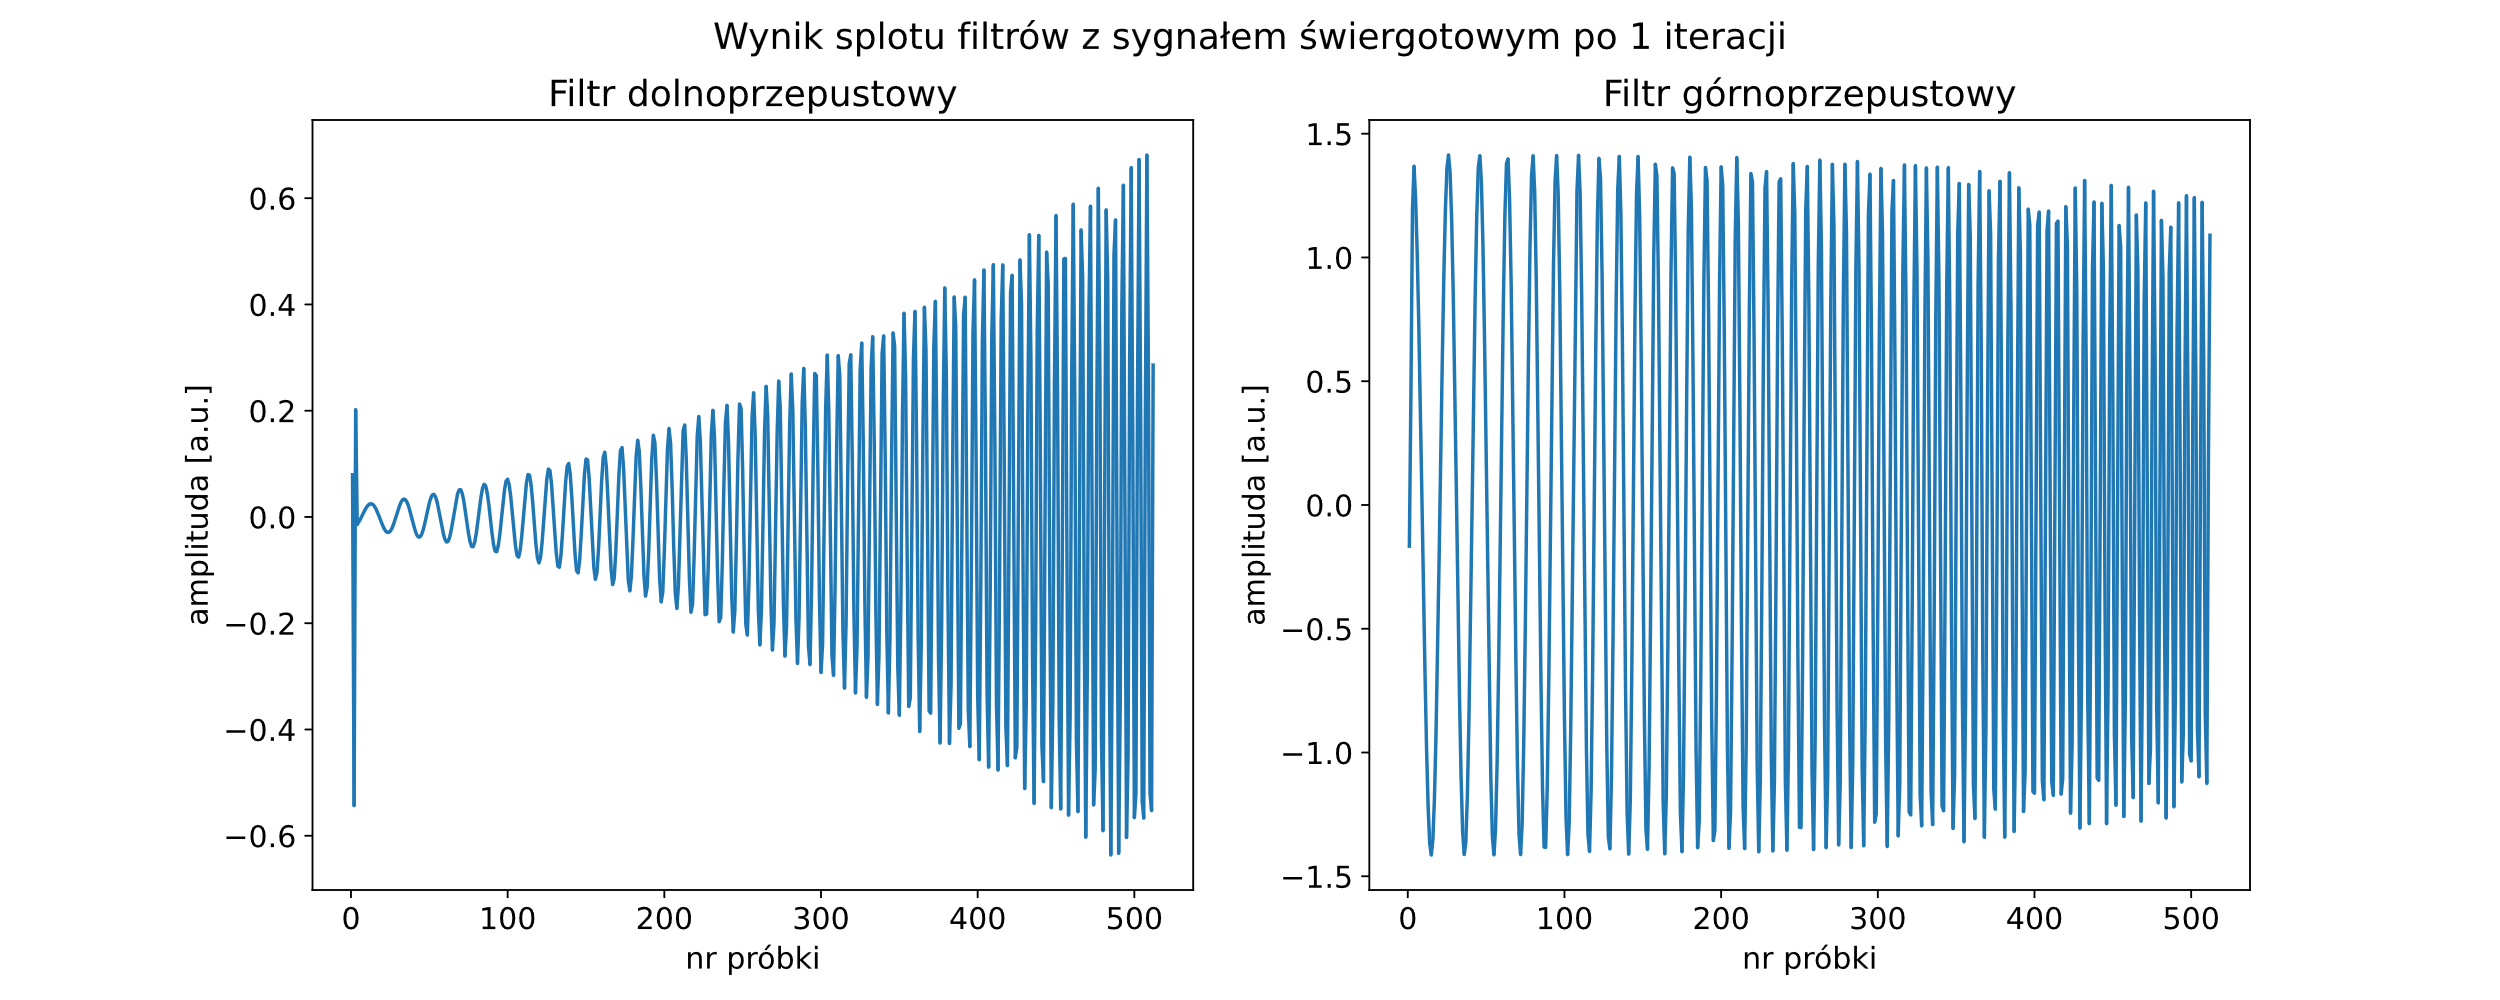 Wynik splotu filtrów z sygnałem świergotowym po 1 iteracji
Filtr dolnoprzepustowy
amplituda [a.u.]
0.6
0.4
0.2
0.0
−0.2
−0.4
−0.6
0 100 200 300 400 500
nr próbki
Filtr górnoprzepustowy
amplituda [a.u.]
1.5
1.0
0.5
0.0
−0.5
−1.0
−1.5
0 100 200 300 400 500
nr próbki